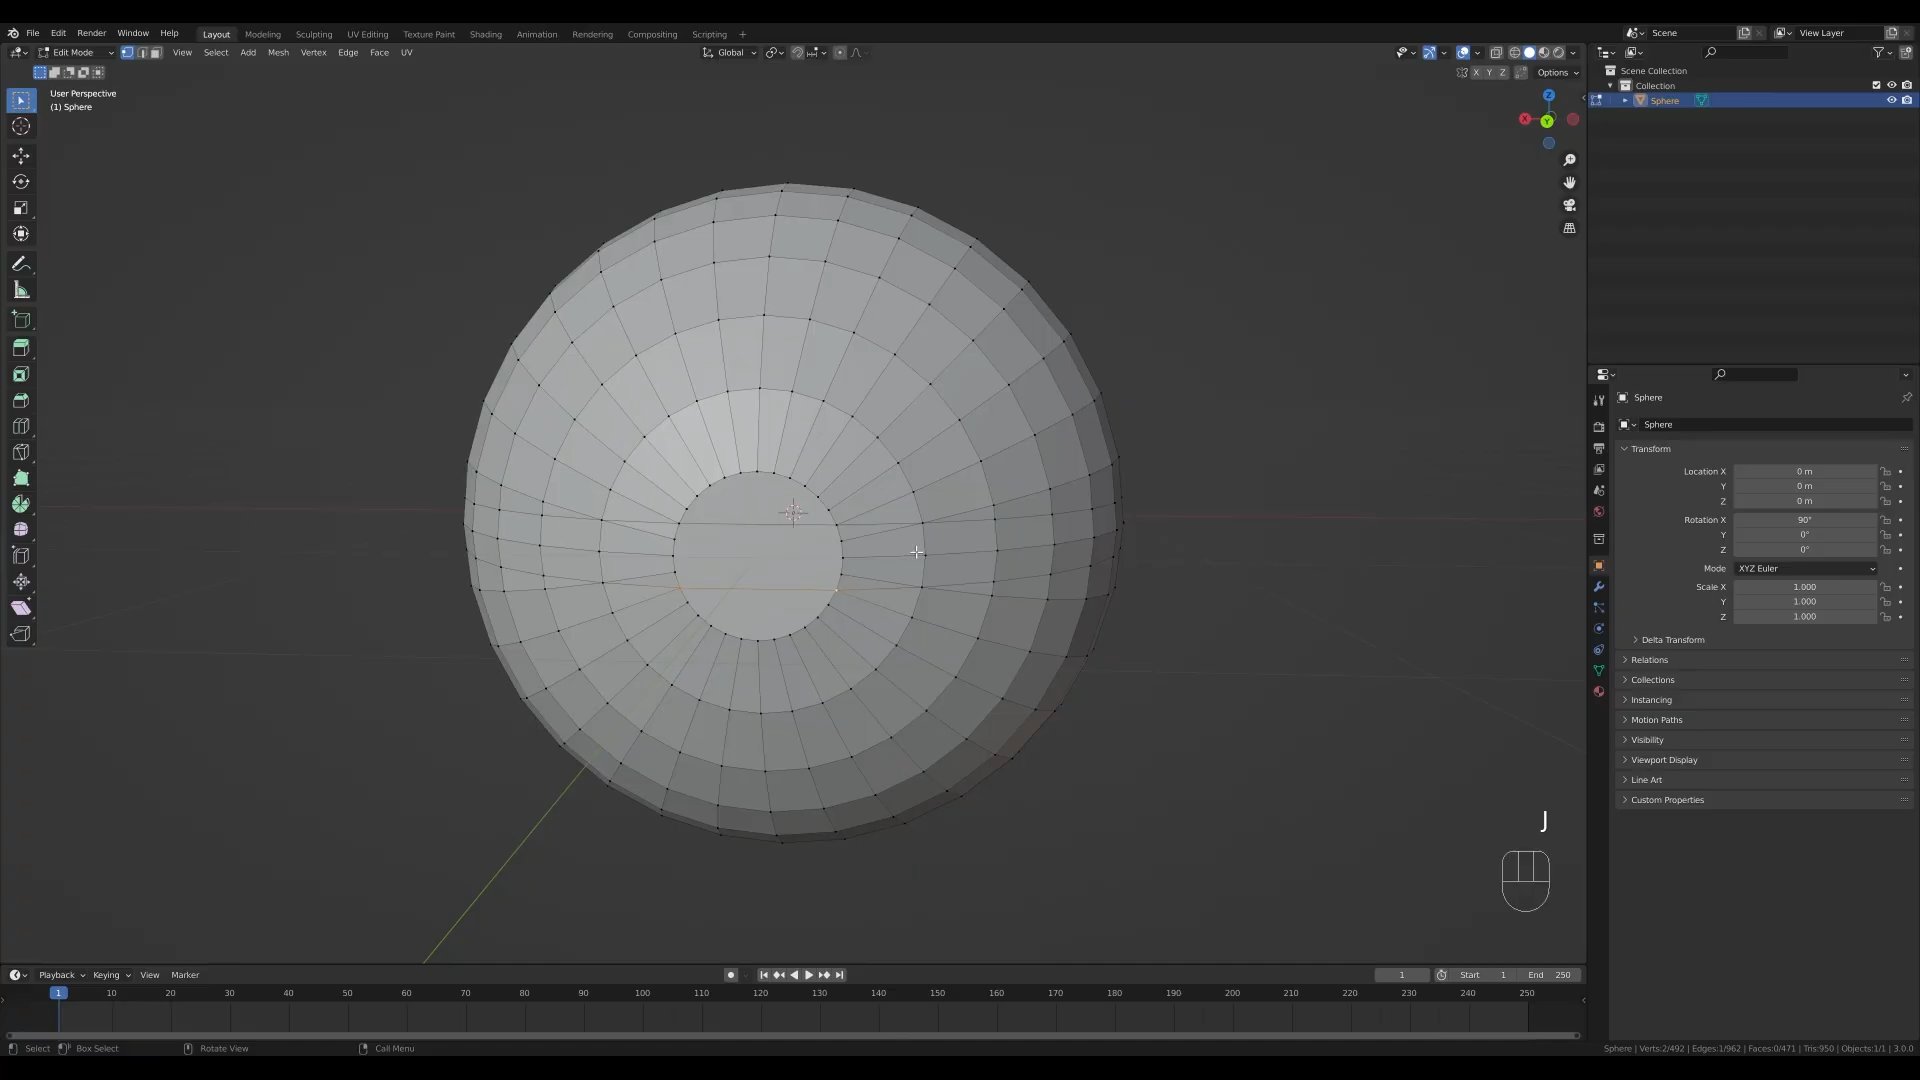 File Edit Render Window Help Layout Modeling Sculpting UV Editing Texture Paint Shading Animation Rendering Compositing Scripting + Scene View Layer
Edit Mode View Select Add Mesh Vertex Edge Face UV Global
X Y Z Options
User Perspective
(1) Sphere
Scene Collection
Collection
Sphere
Z
X
Y
Sphere
Sphere
Transform
Location X 0 m
Y 0 m
Z 0 m
Rotation X 90°
Y 0°
Z 0°
Mode XYZ Euler
Scale X 1.000
Y 1.000
Z 1.000
Delta Transform
Relations
Collections
Instancing
Motion Paths
Visibility
Viewport Display
Line Art
Custom Properties
J
Playback Keying View Marker 1 Start 1 End 250
1 10 20 30 40 50 60 70 80 90 100 110 120 130 140 150 160 170 180 190 200 210 220 230 240 250
Select Box Select Rotate View Call Menu Sphere | Verts:2/492 | Edges:1/962 | Faces:0/471 | Tris:950 | Objects:1/1 | 3.0.0